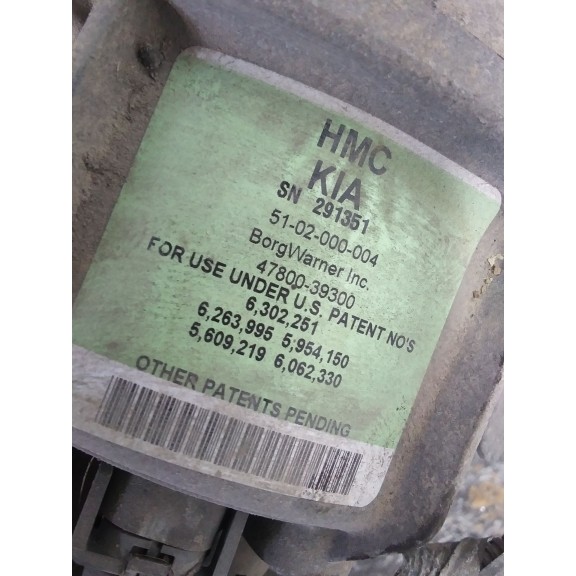 HMC
KIA
SN 291351
51-02-000-004
BorgWarner Inc.
47800-39300
FOR USE UNDER U.S. PATENT NO'S
6,302,251
6,263,995 5,954,150
5,609,219 6,062,330
OTHER PATENTS PENDING